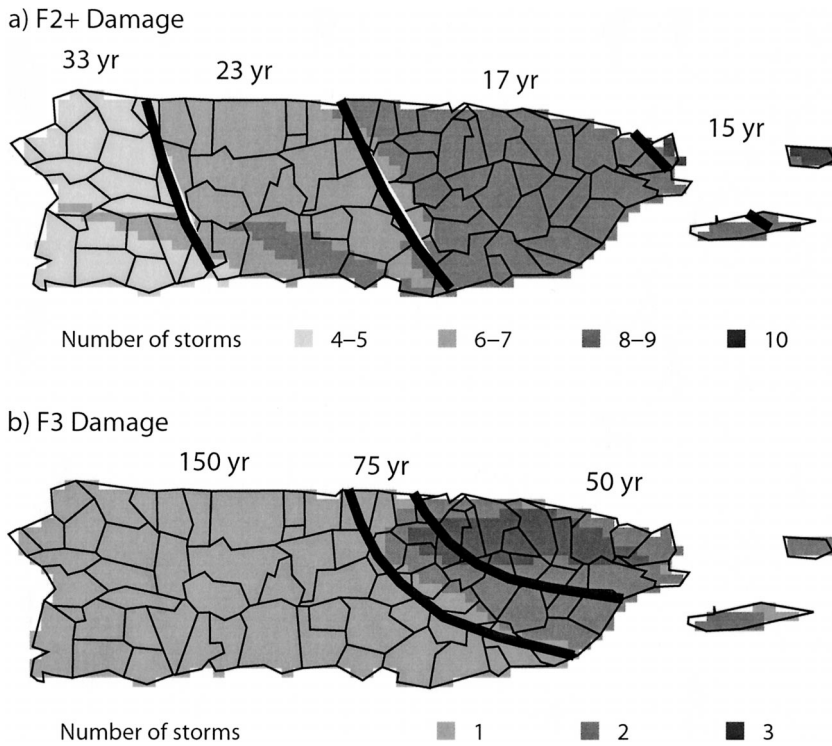 a) F2+ Damage
33 yr 23 yr 17 yr 15 yr
Number of storms 4–5 6–7 8–9 10
b) F3 Damage
150 yr 75 yr 50 yr
Number of storms 1 2 3